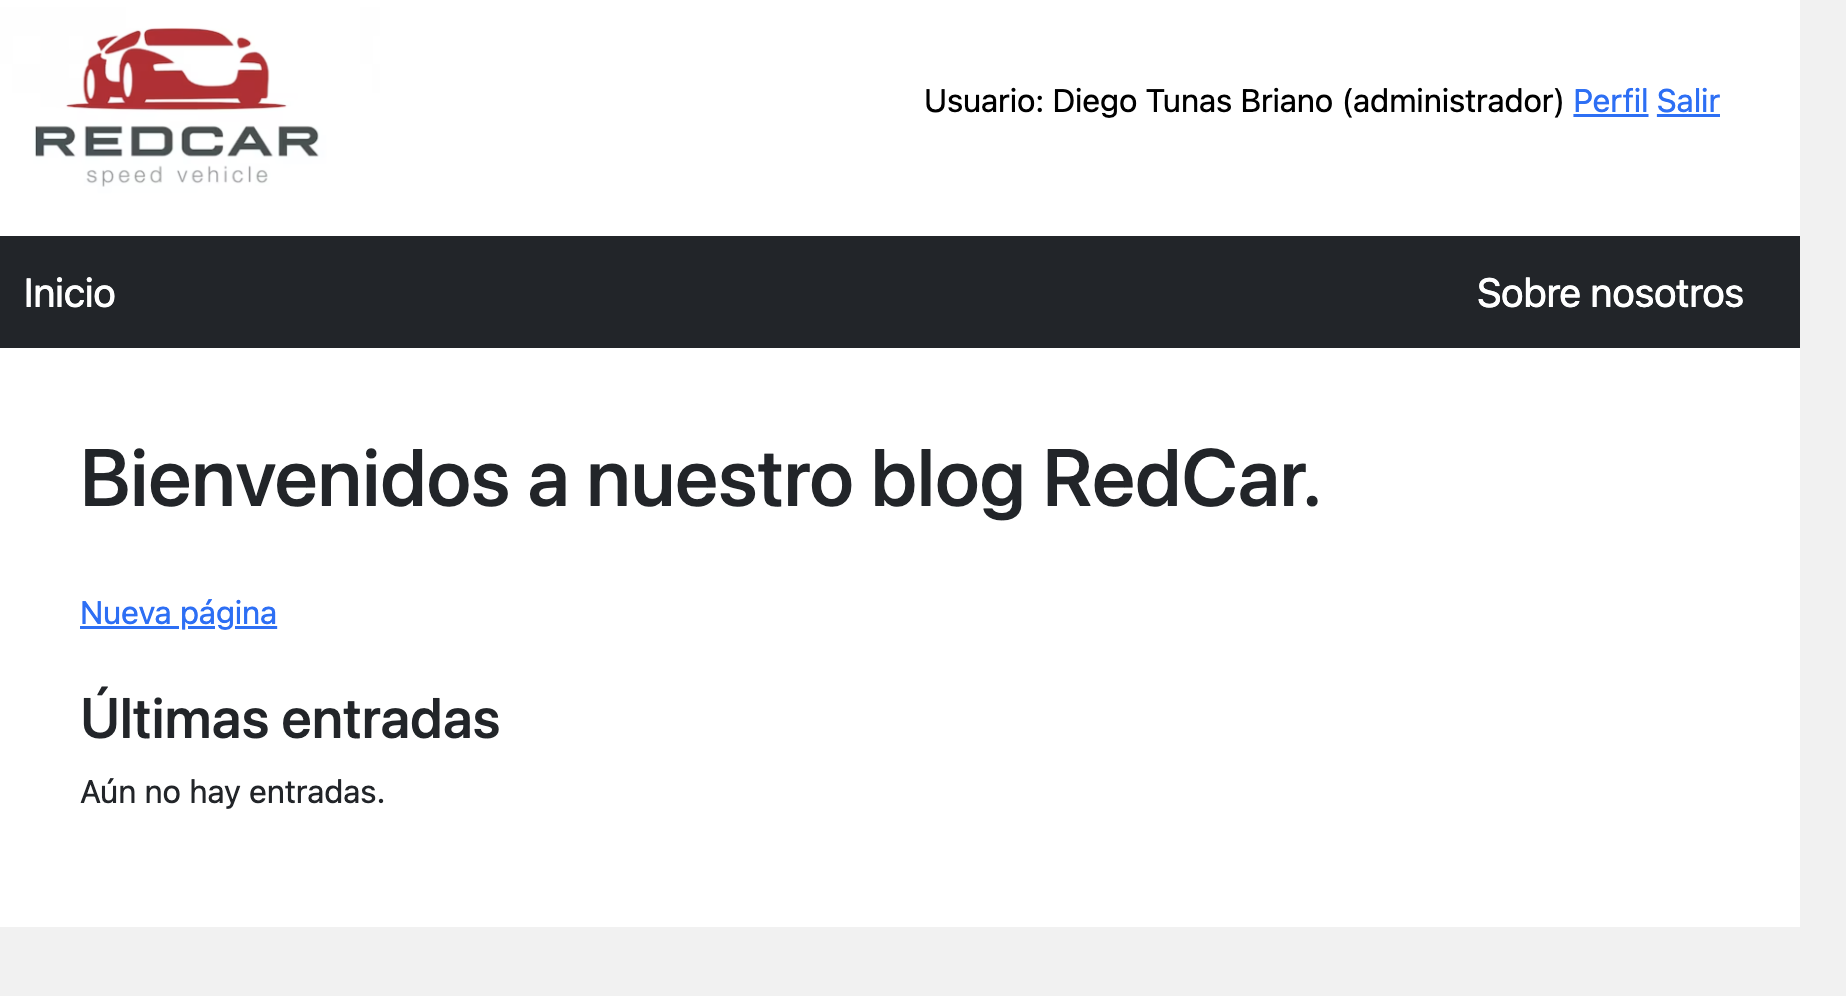 REDCAR
speed vehicle
Usuario: Diego Tunas Briano (administrador) Perfil Salir
Inicio Sobre nosotros
Bienvenidos a nuestro blog RedCar.
Nueva página
Últimas entradas
Aún no hay entradas.